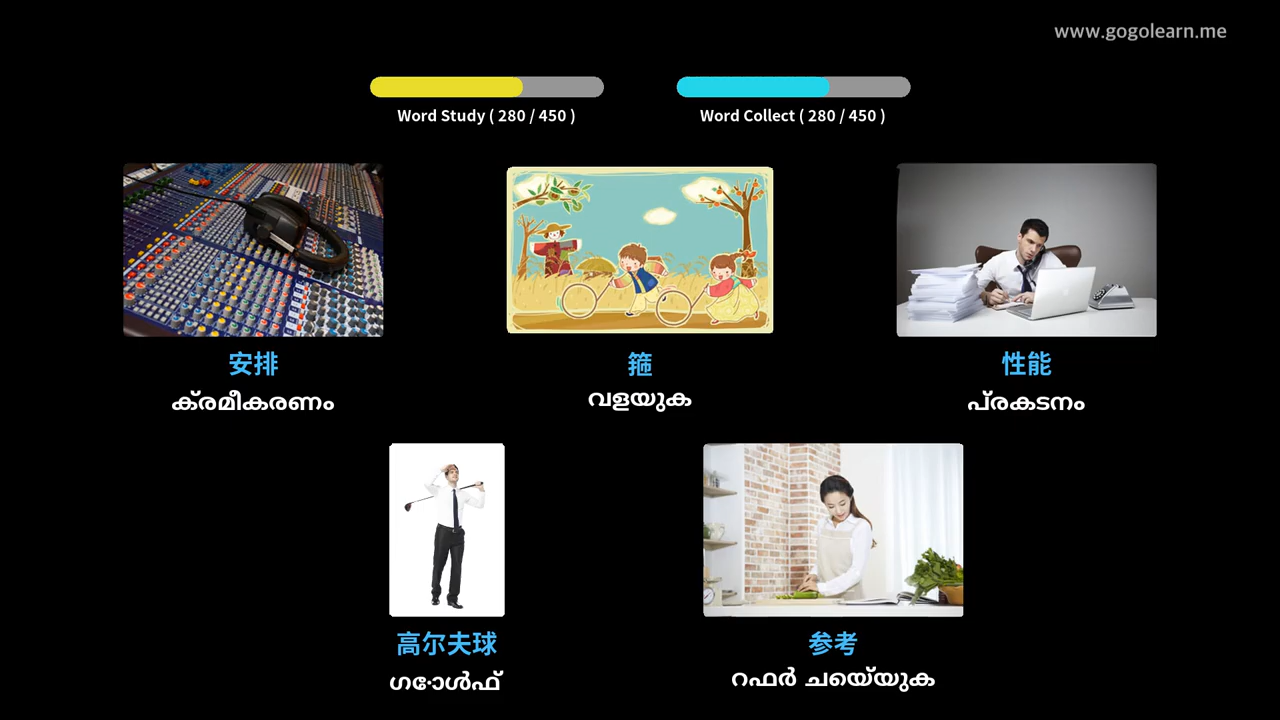 www.gogolearn.me
Word Study ( 280 / 450 )
Word Collect ( 280 / 450 )
安排
ക്രമീകരണം
箍
വളയുക
性能
പ്രകടനം
高尔夫球
ഗോൾഫ്
参考
റഫർ ചെയ്യുക